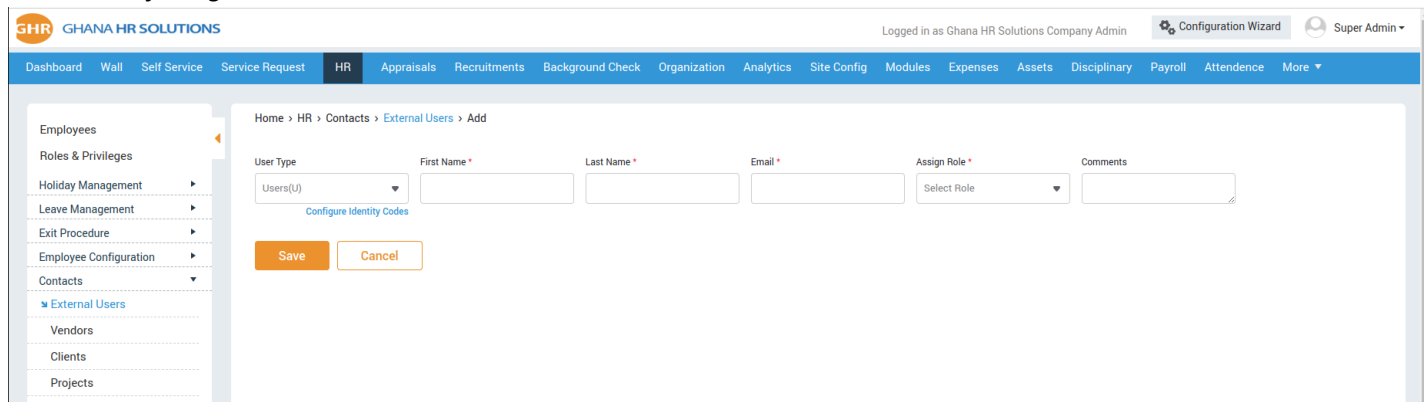 GHR GHANA HR SOLUTIONS
Logged in as Ghana HR Solutions Company Admin
Configuration Wizard
Super Admin
Dashboard Wall Self Service Service Request HR Appraisals Recruitments Background Check Organization Analytics Site Config Modules Expenses Assets Disciplinary Payroll Attendence More
Employees
Roles & Privileges
Holiday Management
Leave Management
Exit Procedure
Employee Configuration
Contacts
External Users
Vendors
Clients
Projects
Home › HR › Contacts › External Users › Add
User Type First Name * Last Name * Email * Assign Role * Comments
Users(U) Select Role
Configure Identity Codes
Save Cancel